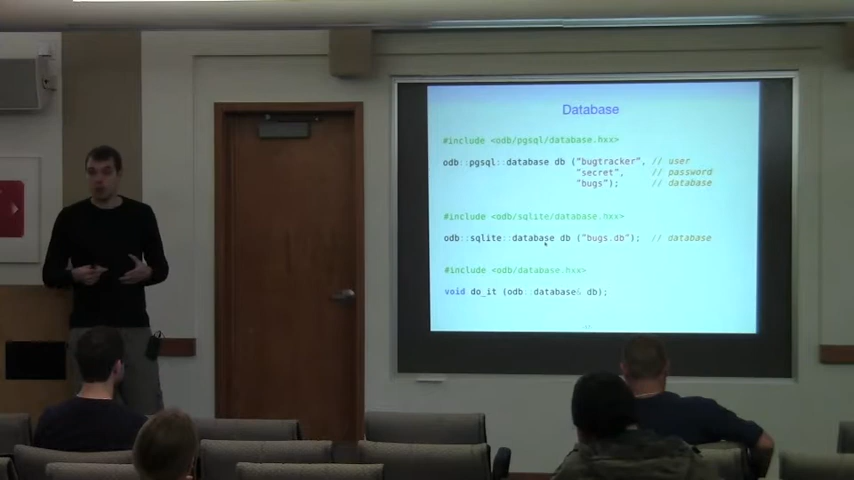 Database
#include <odb/pgsql/database.hxx>
odb::pgsql::database db ("bugtracker", // user
"secret", // password
"bugs"); // database
#include <odb/sqlite/database.hxx>
odb::sqlite::database db ("bugs.db"); // database
#include <odb/database.hxx>
void do_it (odb::database& db);